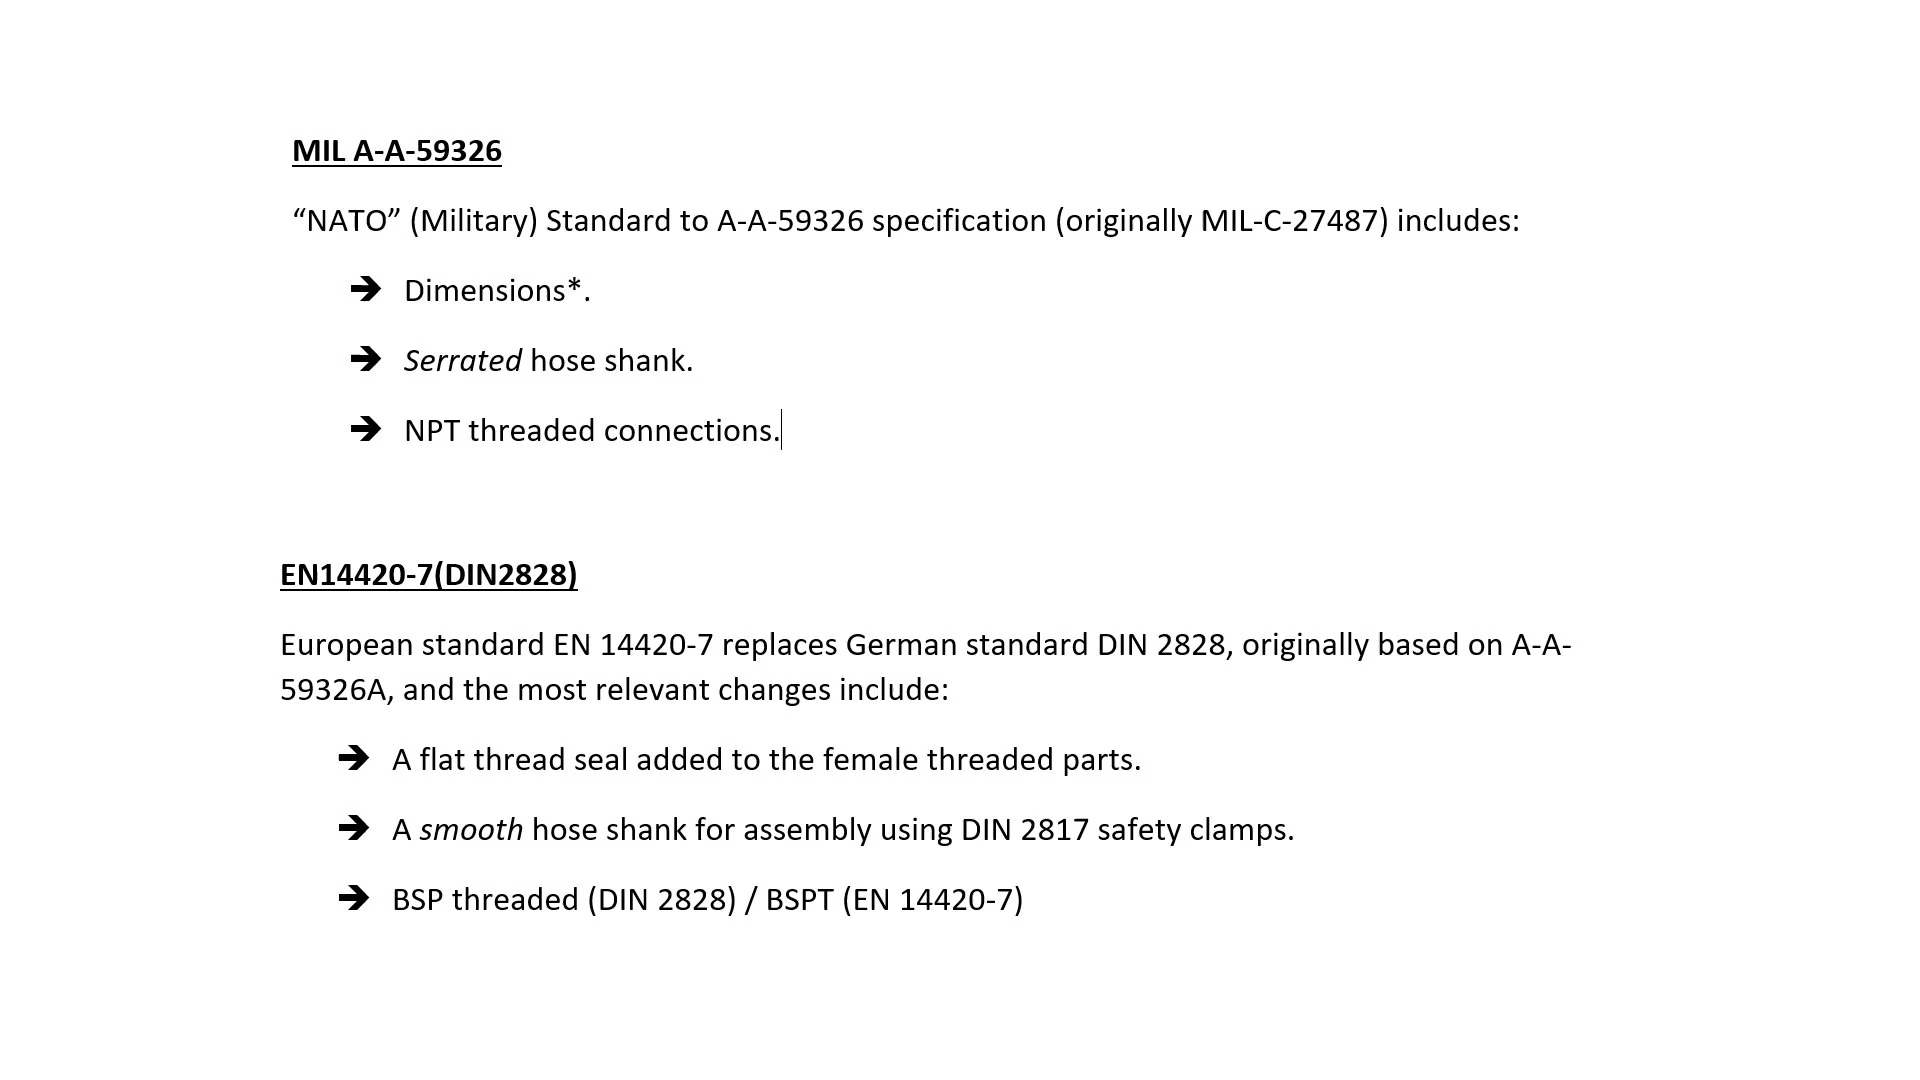 MIL A-A-59326
“NATO” (Military) Standard to A-A-59326 specification (originally MIL-C-27487) includes:
➔ Dimensions*.
➔ Serrated hose shank.
➔ NPT threaded connections.
EN14420-7(DIN2828)
European standard EN 14420-7 replaces German standard DIN 2828, originally based on A-A-
59326A, and the most relevant changes include:
➔ A flat thread seal added to the female threaded parts.
➔ A smooth hose shank for assembly using DIN 2817 safety clamps.
➔ BSP threaded (DIN 2828) / BSPT (EN 14420-7)